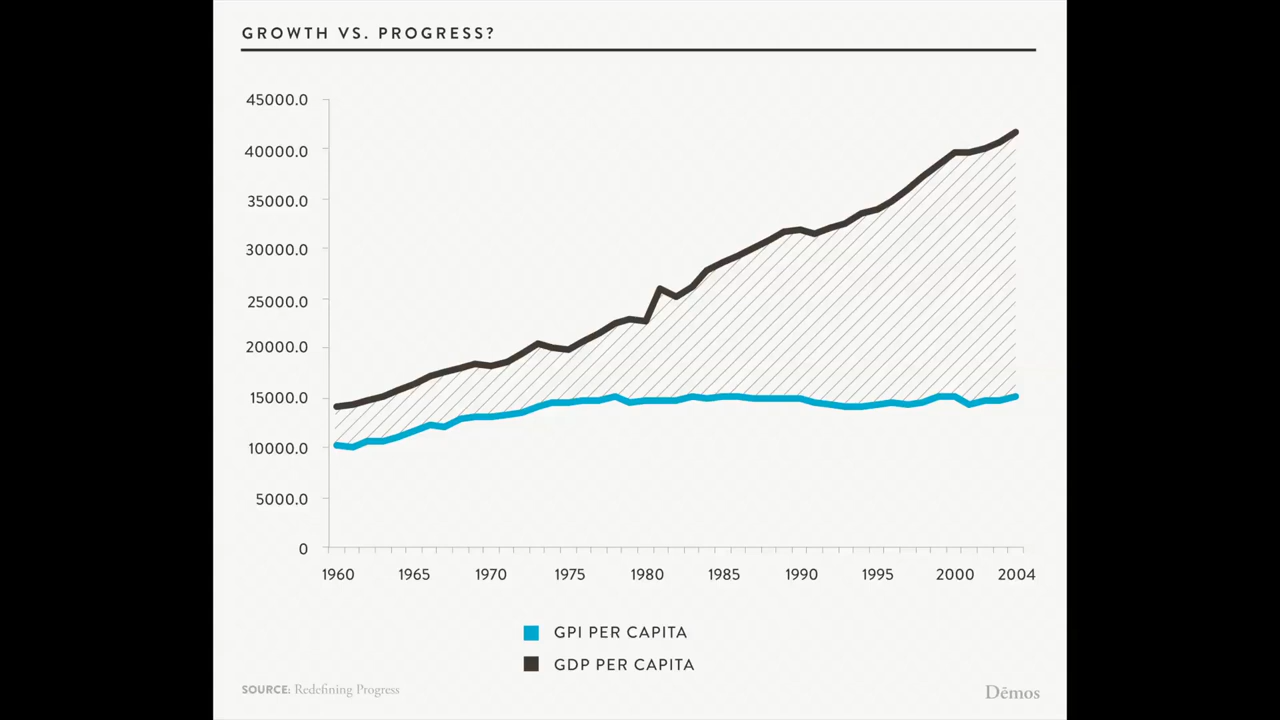 GROWTH VS. PROGRESS?
45000.0
40000.0
35000.0
30000.0
25000.0
20000.0
15000.0
10000.0
5000.0
0
1960 1965 1970 1975 1980 1985 1990 1995 2000 2004
GPI PER CAPITA
GDP PER CAPITA
SOURCE: Redefining Progress
Dēmos